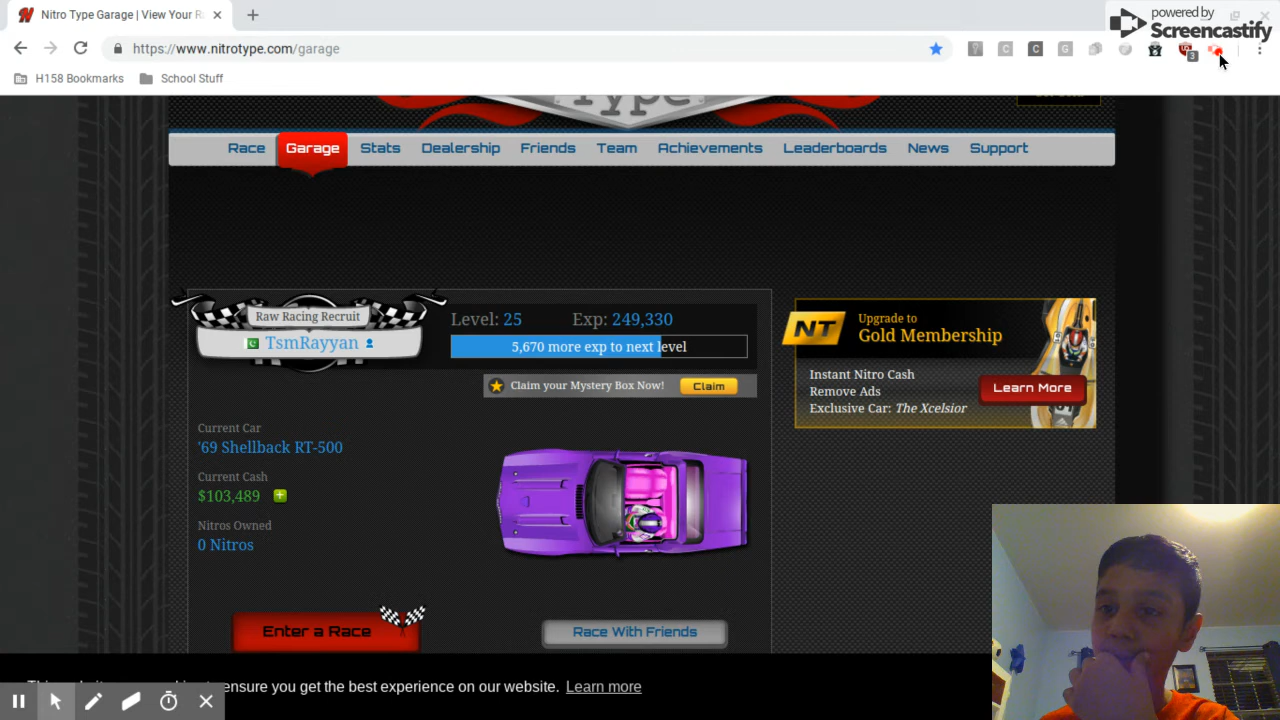 Nitro Type Garage | View Your R
powered by
Screencastify
https://www.nitrotype.com/garage
H158 Bookmarks School Stuff
Type
Race Garage Stats Dealership Friends Team Achievements Leaderboards News Support
Raw Racing Recruit
TsmRayyan
Level: 25 Exp: 249,330
5,670 more exp to next level
Claim your Mystery Box Now! Claim
NT Upgrade to
Gold Membership
Instant Nitro Cash
Remove Ads
Exclusive Car: The Xcelsior
Learn More
Current Car
'69 Shellback RT-500
Current Cash
$103,489
Nitros Owned
0 Nitros
Enter a Race Race With Friends
ensure you get the best experience on our website. Learn more